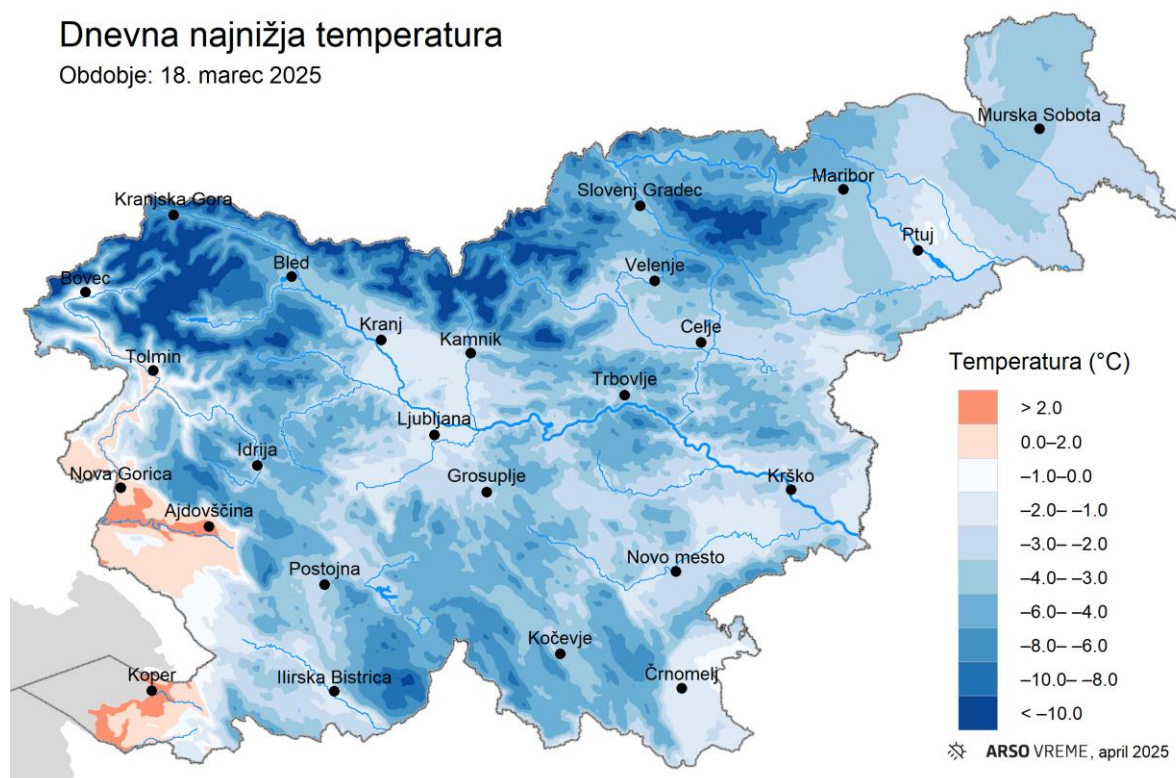 Dnevna najnižja temperatura
Obdobje: 18. marec 2025
Murska Sobota
Maribor
Slovenj Gradec
Kranjska Gora
Ptuj
Bled
Velenje
Bovec
Kranj
Kamnik
Celje
Tolmin
Trbovlje
Ljubljana
Idrija
Nova Gorica
Grosuplje
Krško
Ajdovščina
Novo mesto
Postojna
Kočevje
Koper
Ilirska Bistrica
Črnomelj
Temperatura (°C)
> 2.0
0.0–2.0
–1.0–0.0
–2.0– –1.0
–3.0– –2.0
–4.0– –3.0
–6.0– –4.0
–8.0– –6.0
–10.0– –8.0
< –10.0
ARSO VREME, april 2025